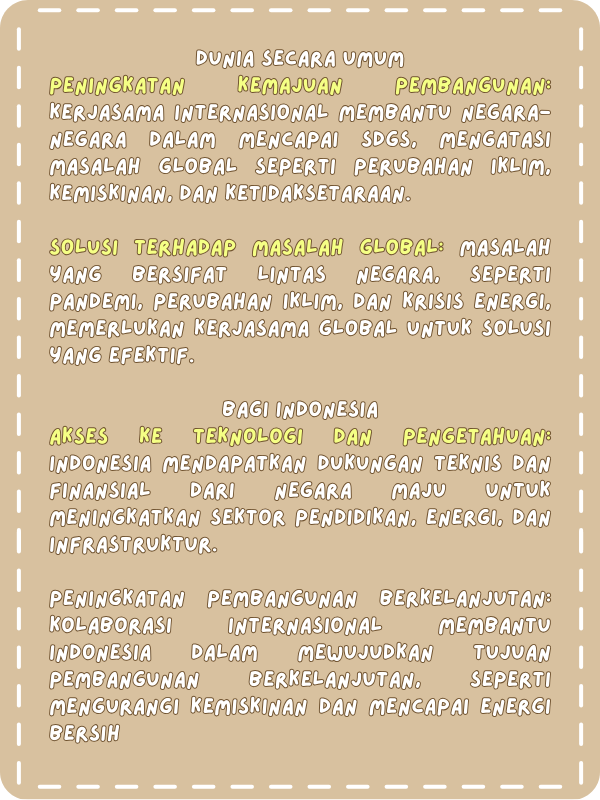 DUNIA SECARA UMUM
PENINGKATAN KEMAJUAN PEMBANGUNAN:
KERJASAMA INTERNASIONAL MEMBANTU NEGARA-
NEGARA DALAM MENCAPAI SDGS, MENGATASI
MASALAH GLOBAL SEPERTI PERUBAHAN IKLIM,
KEMISKINAN, DAN KETIDAKSETARAAN.
SOLUSI TERHADAP MASALAH GLOBAL: MASALAH
YANG BERSIFAT LINTAS NEGARA, SEPERTI
PANDEMI, PERUBAHAN IKLIM, DAN KRISIS ENERGI,
MEMERLUKAN KERJASAMA GLOBAL UNTUK SOLUSI
YANG EFEKTIF.
BAGI INDONESIA
AKSES KE TEKNOLOGI DAN PENGETAHUAN:
INDONESIA MENDAPATKAN DUKUNGAN TEKNIS DAN
FINANSIAL DARI NEGARA MAJU UNTUK
MENINGKATKAN SEKTOR PENDIDIKAN, ENERGI, DAN
INFRASTRUKTUR.
PENINGKATAN PEMBANGUNAN BERKELANJUTAN:
KOLABORASI INTERNASIONAL MEMBANTU
INDONESIA DALAM MEWUJUDKAN TUJUAN
PEMBANGUNAN BERKELANJUTAN, SEPERTI
MENGURANGI KEMISKINAN DAN MENCAPAI ENERGI
BERSIH